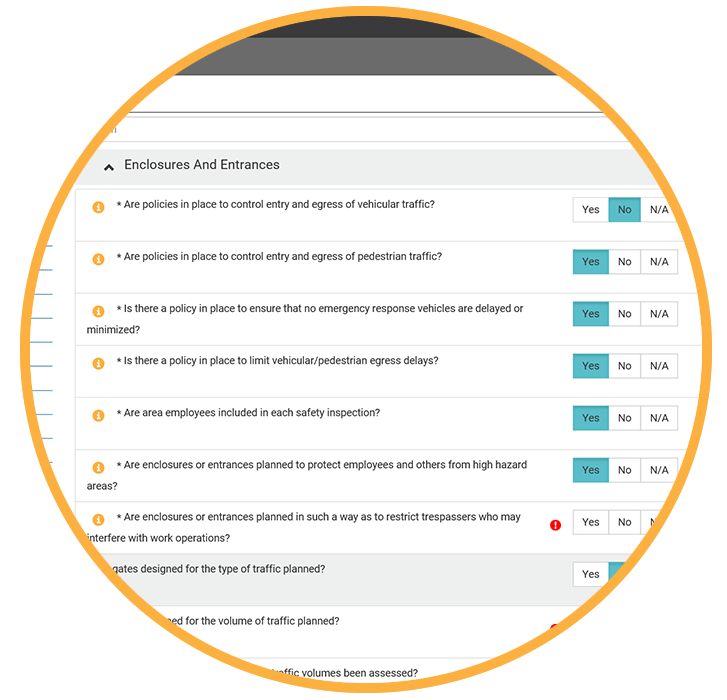 Enclosures And Entrances
* Are policies in place to control entry and egress of vehicular traffic? Yes No N/A
* Are policies in place to control entry and egress of pedestrian traffic? Yes No N/A
* Is there a policy in place to ensure that no emergency response vehicles are delayed or Yes No N/A
minimized?
* Is there a policy in place to limit vehicular/pedestrian egress delays? Yes No N/A
* Are area employees included in each safety inspection? Yes No N/A
* Are enclosures or entrances planned to protect employees and others from high hazard Yes No N/A
areas?
* Are enclosures or entrances planned in such a way as to restrict trespassers who may Yes No
interfere with work operations?
gates designed for the type of traffic planned? Yes
for the volume of traffic planned?
volumes been assessed?